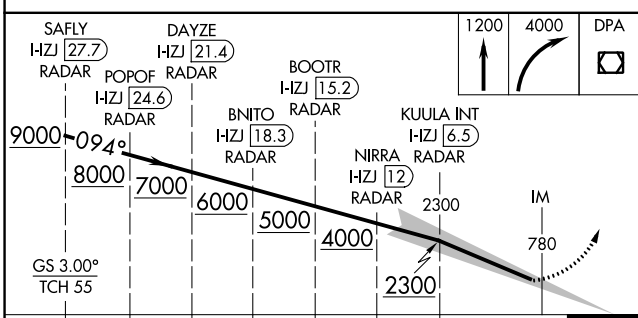 SAFLY
I-IZJ 27.7
RADAR
POPOF
I-IZJ 24.6
RADAR
DAYZE
I-IZJ 21.4
RADAR
BNITO
I-IZJ 18.3
RADAR
BOOTR
I-IZJ 15.2
RADAR
NIRRA
I-IZJ 12
RADAR
KUULA INT
I-IZJ 6.5
RADAR
1200
4000
DPA
9000
094°
8000
7000
6000
5000
4000
2300
2300
IM
780
GS 3.00°
TCH 55